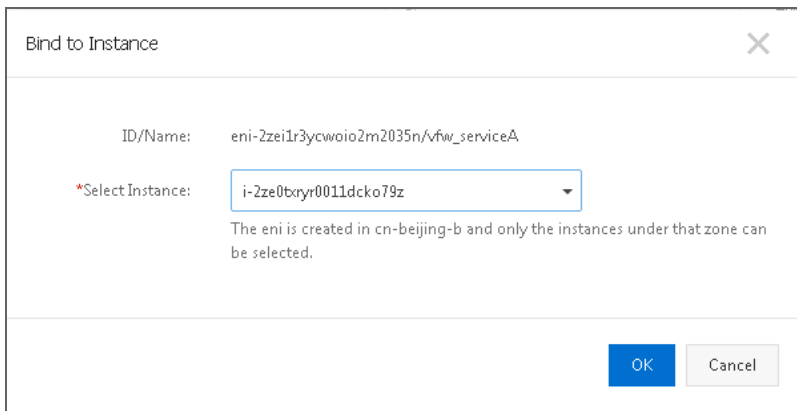 Bind to Instance
ID/Name: eni-2zei1r3ycwoio2m2035n/vfw_serviceA
*Select Instance: i-2ze0txryr0011dcko79z
The eni is created in cn-beijing-b and only the instances under that zone can
be selected.
OK Cancel